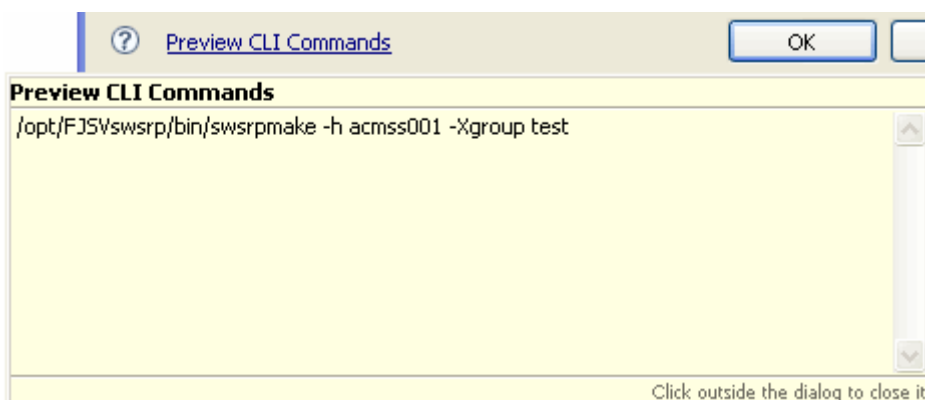 ? Preview CLI Commands OK
Preview CLI Commands
/opt/FJSVswsrp/bin/swsrpmake -h acmss001 -Xgroup test
Click outside the dialog to close it